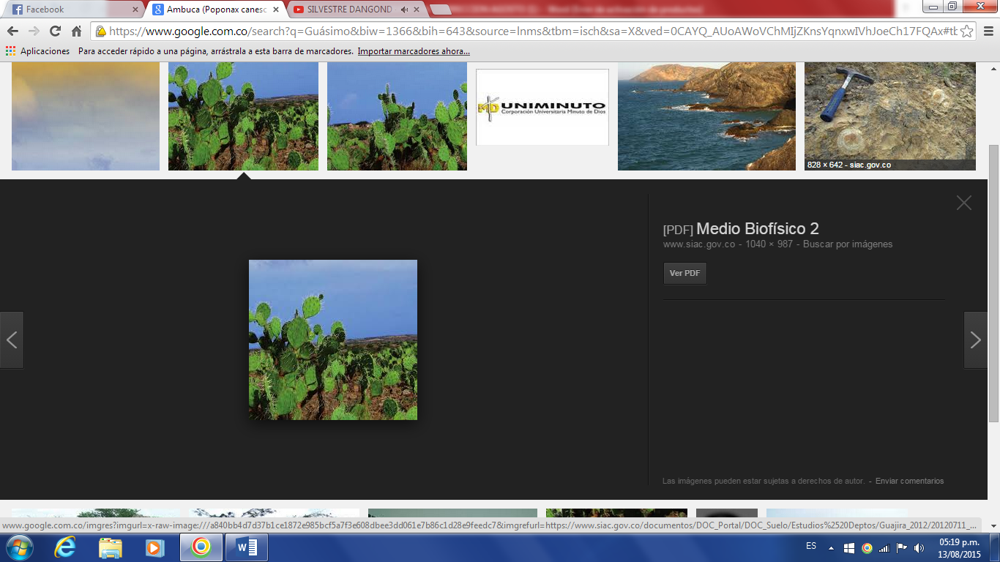 Facebook
Ambuca (Poponax canesc
SILVESTRE DANGOND
https://www.google.com.co/search?q=Guásimo&biw=1366&bih=643&source=lnms&tbm=isch&sa=X&ved=0CAYQ_AUoAWoVChMIjZKnsYqnxwIVhJoeCh17FQAx#tl
Aplicaciones Para acceder rápido a una página, arrástrala a esta barra de marcadores. Importar marcadores ahora...
MD UNIMINUTO
Corporación Universitaria Minuto de Dios
828 × 642 - siac.gov.co
[PDF] Medio Biofísico 2
www.siac.gov.co - 1040 × 987 - Buscar por imágenes
Ver PDF
Las imágenes pueden estar sujetas a derechos de autor. - Enviar comentarios
www.google.com.co/imgres?imgurl=x-raw-image:///a840bb4d7d37b1ce1872e985bcf5a7f3e608dbee3dd061e7b86c1d28e9feedc7&imgrefurl=https://www.siac.gov.co/documentos/DOC_Portal/DOC_Suelo/Estudios%2520Deptos/Guajira_2012/20120711_...
ES
05:19 p.m.
13/08/2015